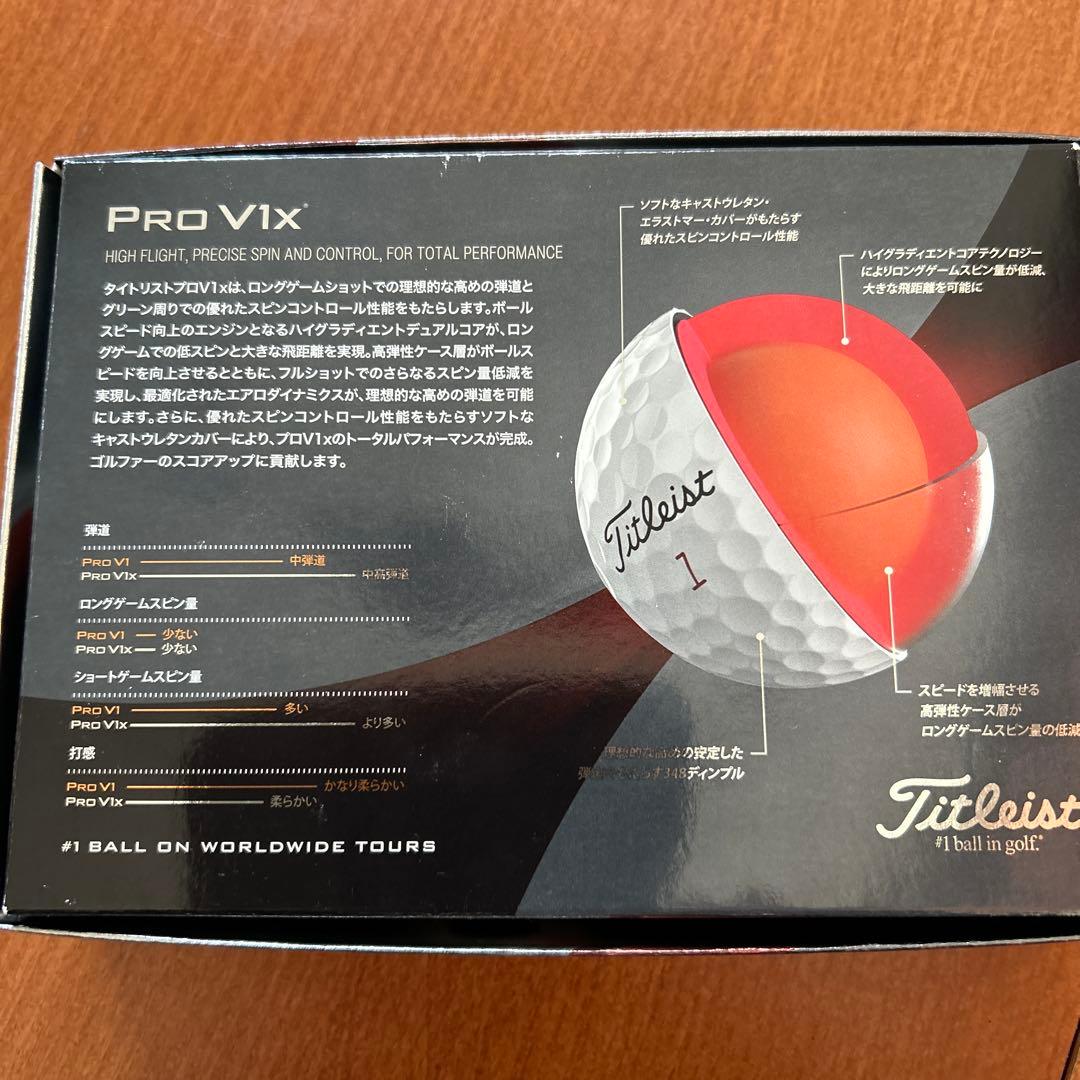 PRO V1X
HIGH FLIGHT, PRECISE SPIN AND CONTROL, FOR TOTAL PERFORMANCE
タイトリストプロV1xは、ロングゲームショットでの理想的な高めの弾道と
グリーン周りでの優れたスピンコントロール性能をもたらします。ボール
スピード向上のエンジンとなるハイグラディエントデュアルコアが、ロン
グゲームでの低スピンと大きな飛距離を実現。高弾性ケース層がボールス
ピードを向上させるとともに、フルショットでのさらなるスピン量低減を
実現し、最適化されたエアロダイナミクスが、理想的な高めの弾道を可能
にします。さらに、優れたスピンコントロール性能をもたらすソフトな
キャストウレタンカバーにより、プロV1xのトータルパフォーマンスが完成。
ゴルファーのスコアアップに貢献します。
弾道
PRO V1 中弾道
PRO V1X 中高弾道
ロングゲームスピン量
PRO V1 少ない
PRO V1X 少ない
ショートゲームスピン量
PRO V1 多い
PRO V1X より多い
打感
PRO V1 かなり柔らかい
PRO V1X 柔らかい
#1 BALL ON WORLDWIDE TOURS
ソフトなキャストウレタン・
エラストマー・カバーがもたらす
優れたスピンコントロール性能
ハイグラディエントコアテクノロジー
によりロングゲームスピン量が低減、
大きな飛距離を可能に
Titleist
1
スピードを増幅させる
高弾性ケース層が
ロングゲームスピン量の低減
理想的な高めの安定した
弾道をもたらす348ディンプル
Titleist
#1 ball in golf.®